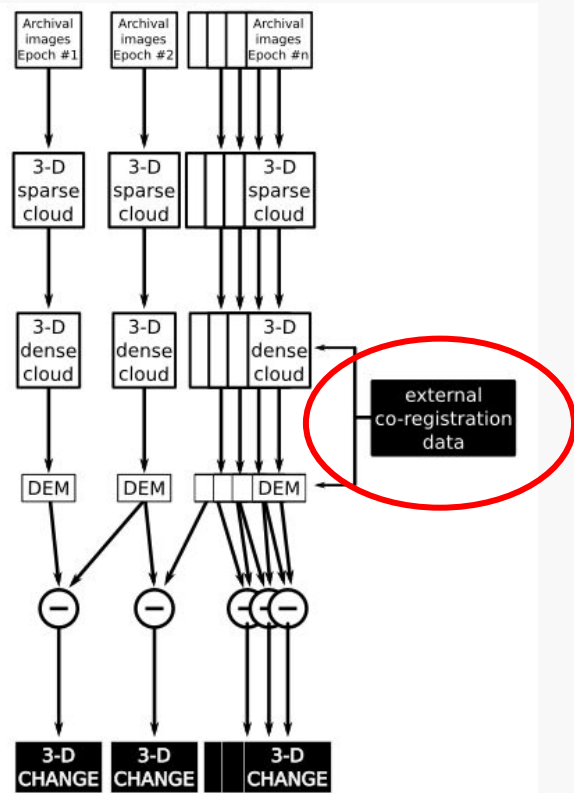 Archival
images
Epoch #1
Archival
images
Epoch #2
Archival
images
Epoch #n
3-D
sparse
cloud
3-D
sparse
cloud
3-D
sparse
cloud
3-D
dense
cloud
3-D
dense
cloud
3-D
dense
cloud
external
co-registration
data
DEM
DEM
DEM
3-D
CHANGE
3-D
CHANGE
3-D
CHANGE